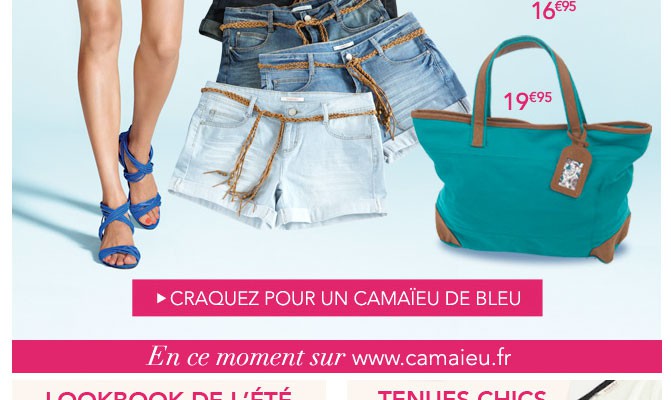 16€95
19€95
CRAQUEZ POUR UN CAMAÏEU DE BLEU
En ce moment sur www.camaieu.fr
LOOKBOOK DE L'ÉTÉ
TENUES CHICS